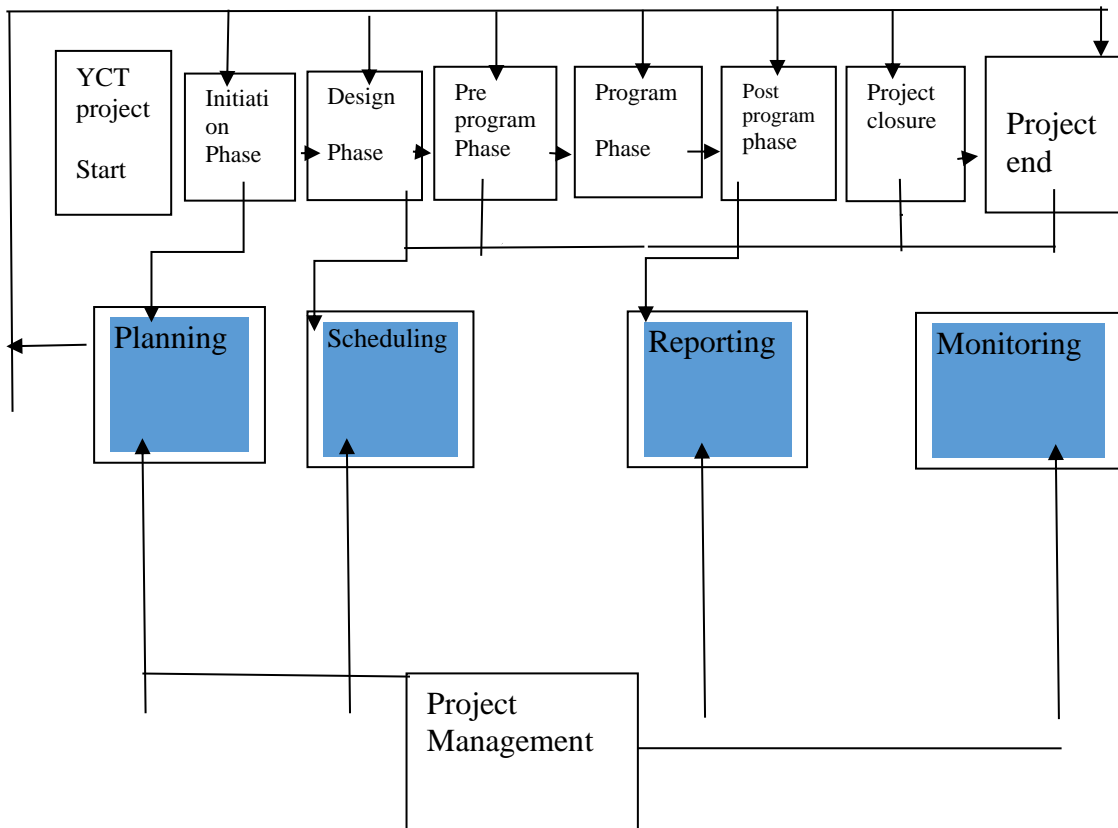 YCT
project
Start
Initiati
on
Phase
Design
Phase
Pre
program
Phase
Program
Phase
Post
program
phase
Project
closure
Project
end
Planning
Scheduling
Reporting
Monitoring
Project
Management